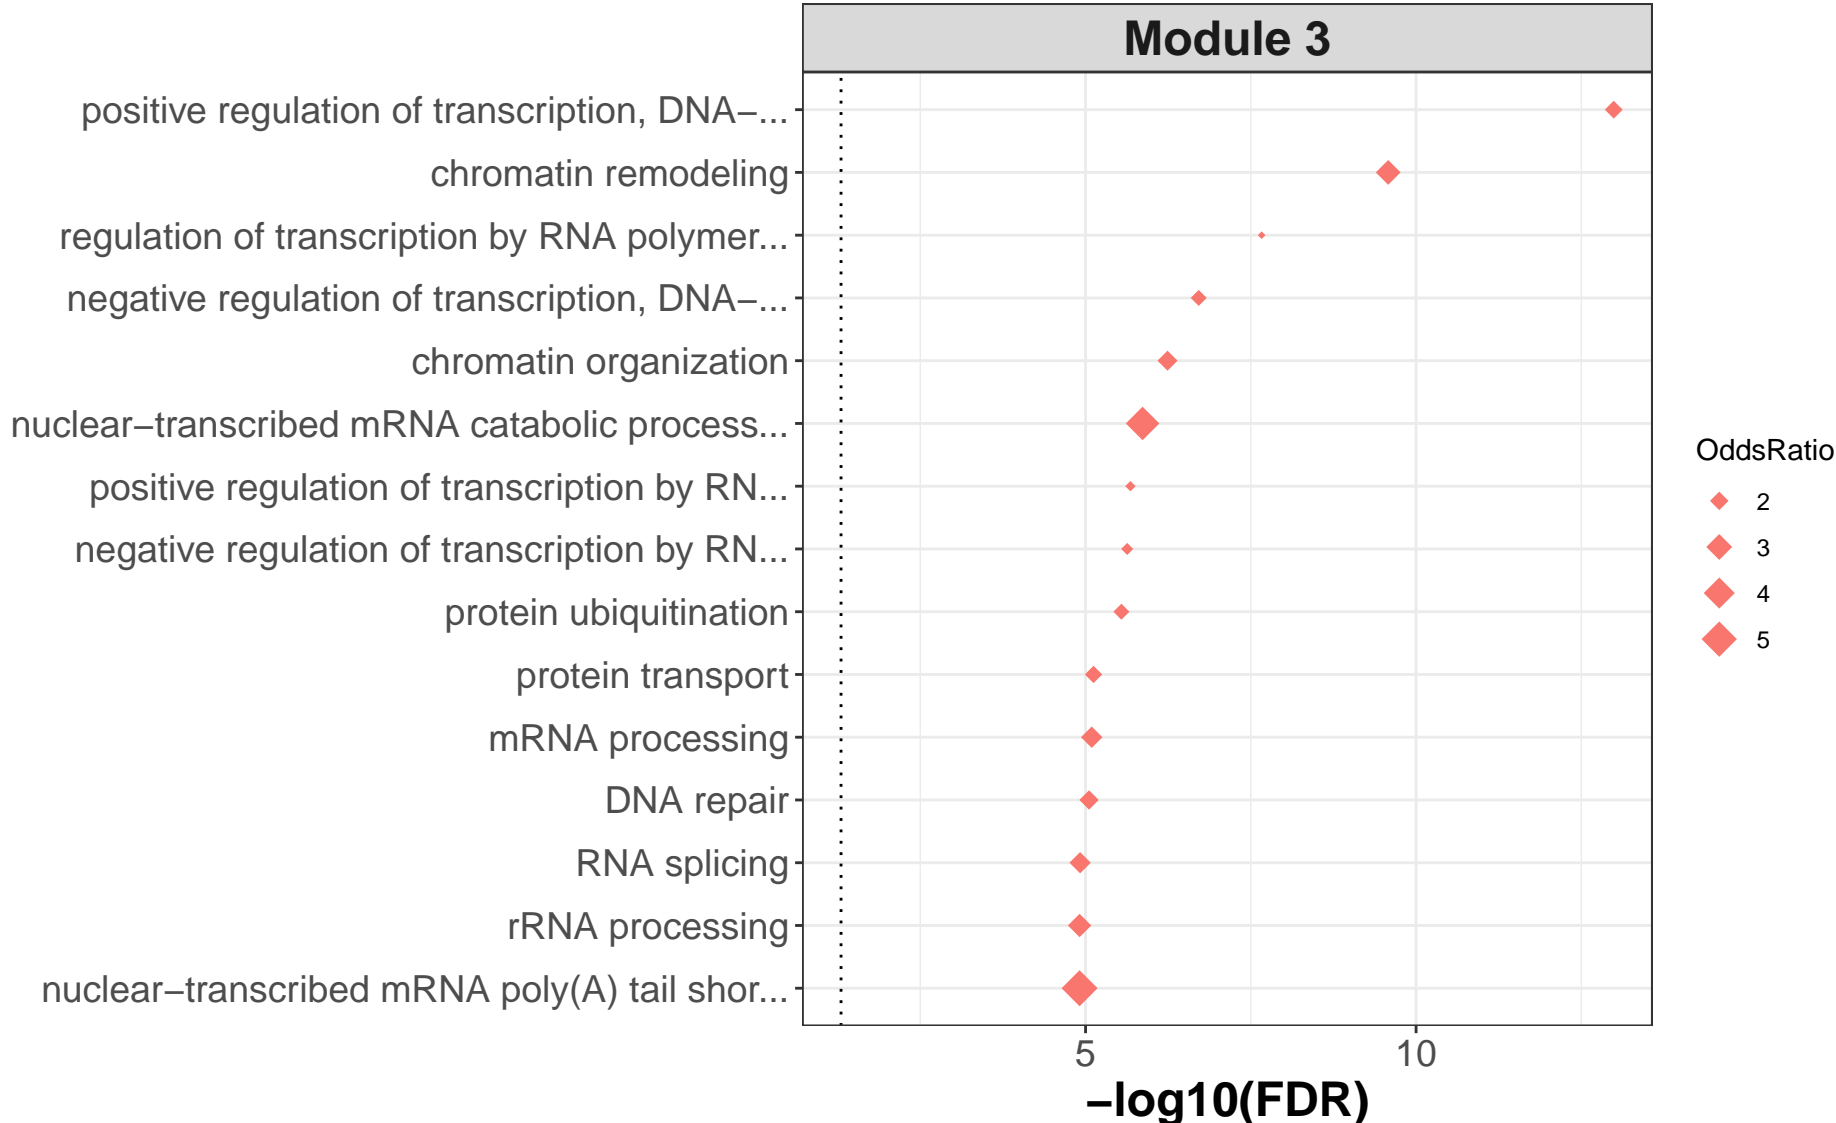 Module 3
positive regulation of transcription, DNA−...
chromatin remodeling
regulation of transcription by RNA polymer...
negative regulation of transcription, DNA−...
chromatin organization
nuclear−transcribed mRNA catabolic process...
positive regulation of transcription by RN...
negative regulation of transcription by RN...
protein ubiquitination
protein transport
mRNA processing
DNA repair
RNA splicing
rRNA processing
nuclear−transcribed mRNA poly(A) tail shor...
5 10
−log10(FDR)
OddsRatio
2
3
4
5